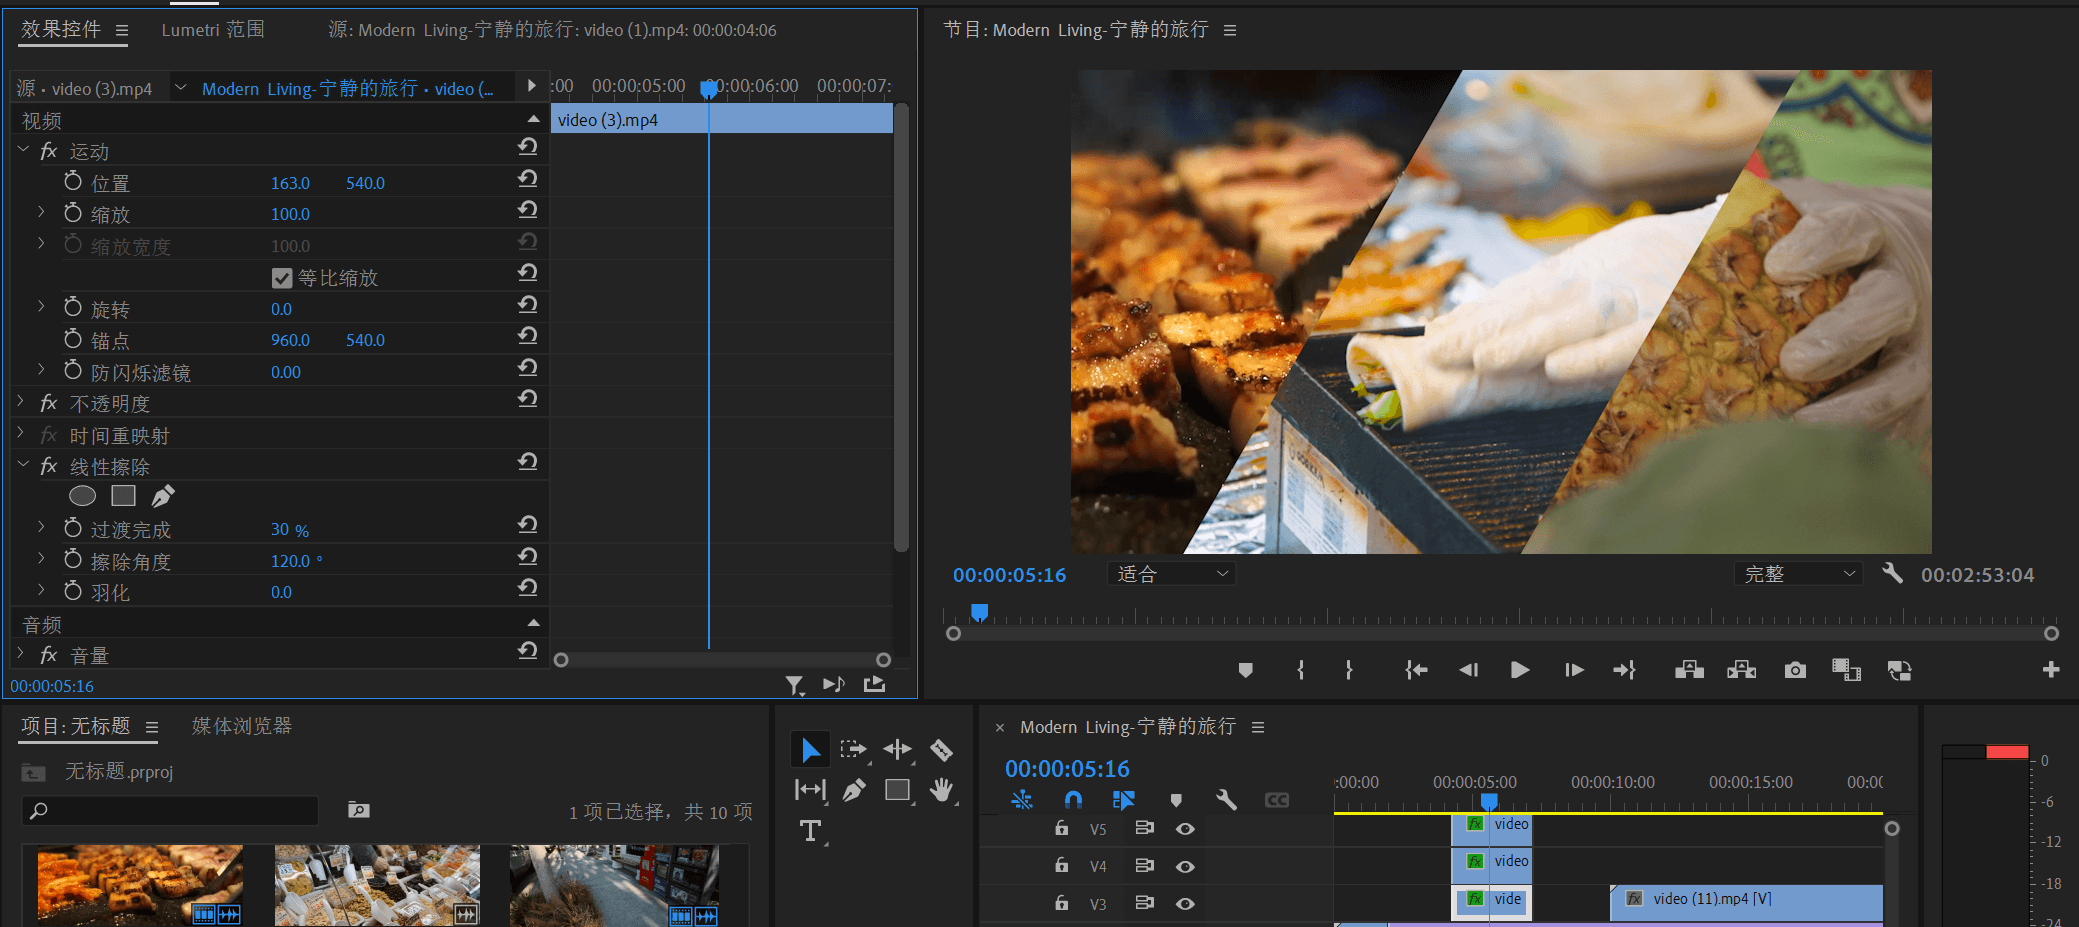 效果控件
Lumetri 范围
源: Modern Living-宁静的旅行: video (1).mp4: 00:00:04:06
源 · video (3).mp4
Modern Living-宁静的旅行 · video (...
:00
00:00:05:00
00:00:06:00
00:00:07:
视频
video (3).mp4
fx 运动
位置 163.0 540.0
缩放 100.0
缩放宽度 100.0
等比缩放
旋转 0.0
锚点 960.0 540.0
防闪烁滤镜 0.00
fx 不透明度
fx 时间重映射
fx 线性擦除
过渡完成 30 %
擦除角度 120.0 °
羽化 0.0
音频
fx 音量
00:00:05:16
节目: Modern Living-宁静的旅行
00:00:05:16
适合
完整
00:02:53:04
项目: 无标题
媒体浏览器
无标题.prproj
1 项已选择，共 10 项
T
× Modern Living-宁静的旅行
00:00:05:16
:00:00
00:00:05:00
00:00:10:00
00:00:15:00
00:0
CC
V5
fx video
V4
fx video
V3
fx vide
fx video (11).mp4 [V]
0
-6
-12
-18
-24